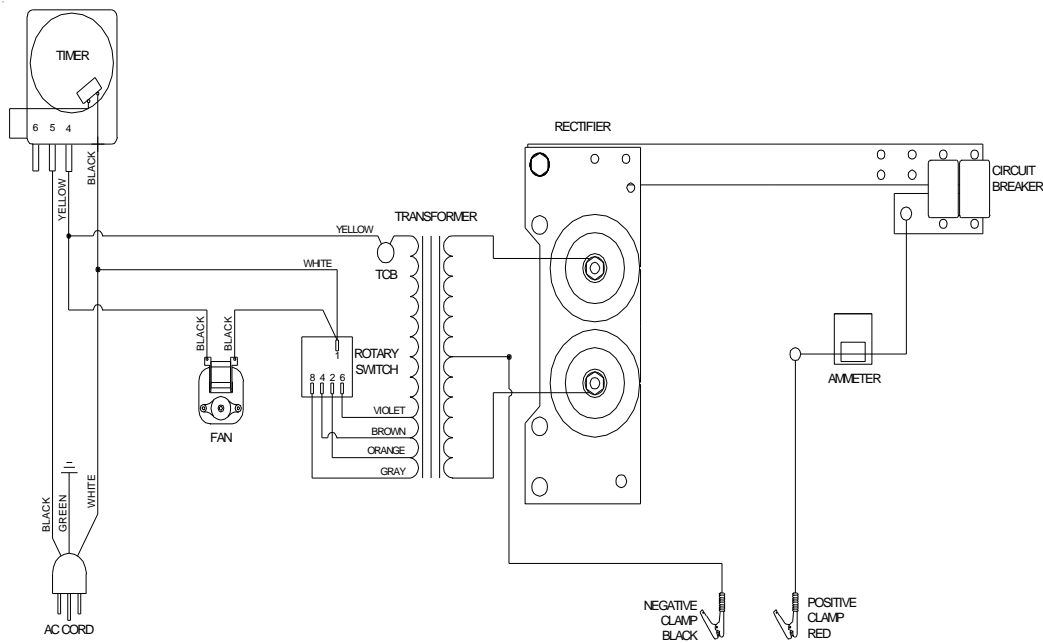 TIMER
6 5 4
BLACK
YELLOW
RECTIFIER
CIRCUIT
BREAKER
TRANSFORMER
YELLOW
TCB
WHITE
BLACK
BLACK
1
ROTARY
SWITCH
8 4 2 6
AMMETER
FAN
VIOLET
BROWN
ORANGE
GRAY
BLACK
GREEN
WHITE
AC CORD
NEGATIVE
CLAMP
BLACK
POSITIVE
CLAMP
RED